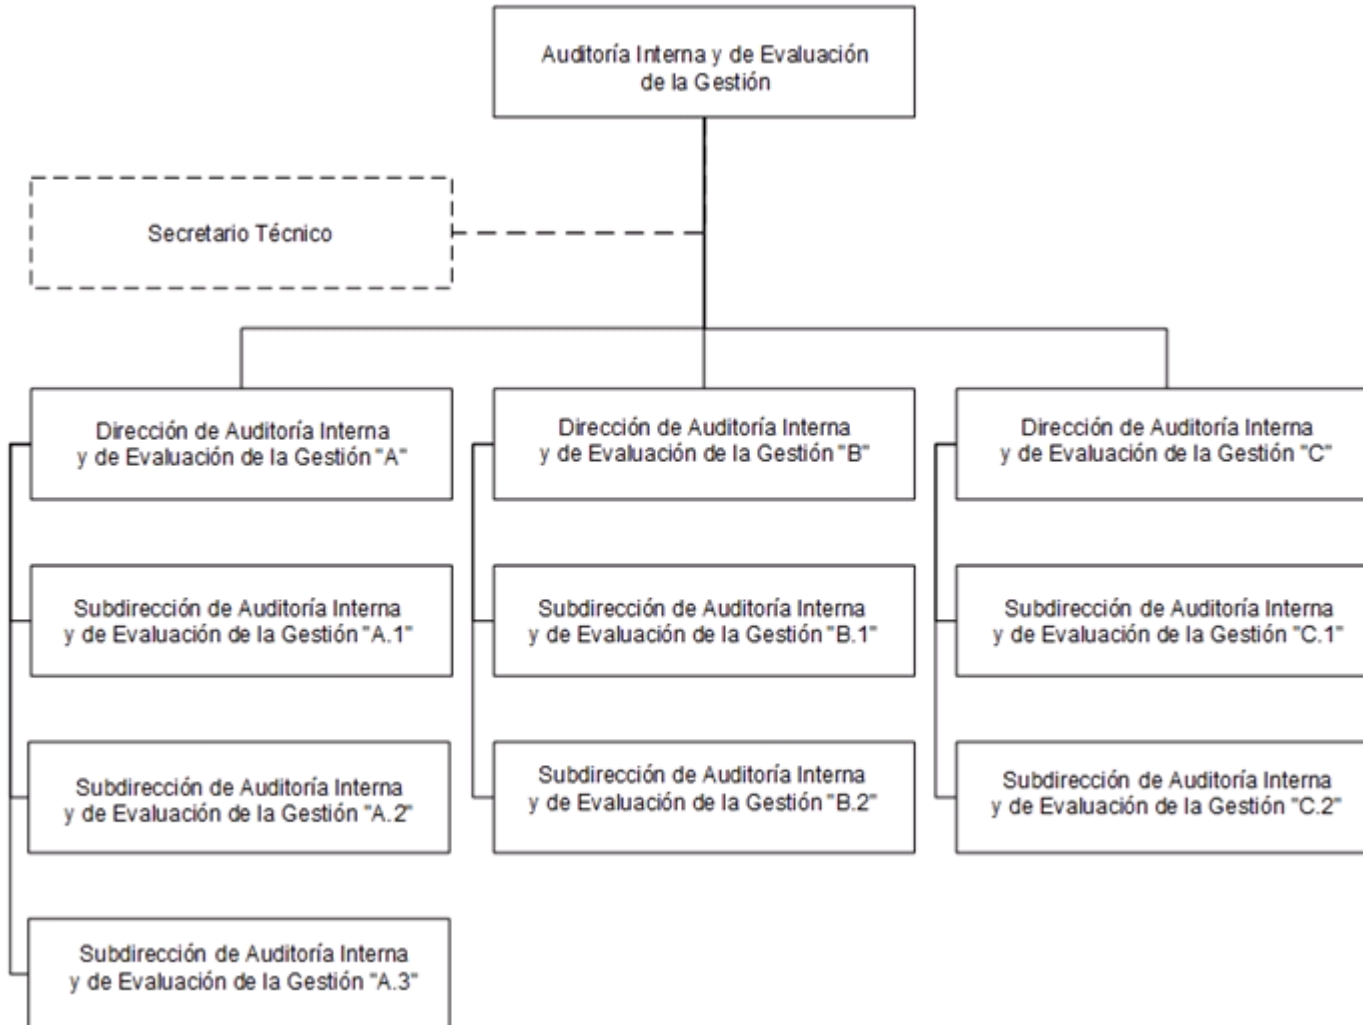 Auditoría Interna y de Evaluación
de la Gestión
Secretario Técnico
Dirección de Auditoría Interna
y de Evaluación de la Gestión "A"
Dirección de Auditoría Interna
y de Evaluación de la Gestión "B"
Dirección de Auditoría Interna
y de Evaluación de la Gestión "C"
Subdirección de Auditoría Interna
y de Evaluación de la Gestión "A.1"
Subdirección de Auditoría Interna
y de Evaluación de la Gestión "B.1"
Subdirección de Auditoría Interna
y de Evaluación de la Gestión "C.1"
Subdirección de Auditoría Interna
y de Evaluación de la Gestión "A.2"
Subdirección de Auditoría Interna
y de Evaluación de la Gestión "B.2"
Subdirección de Auditoría Interna
y de Evaluación de la Gestión "C.2"
Subdirección de Auditoría Interna
y de Evaluación de la Gestión "A.3"